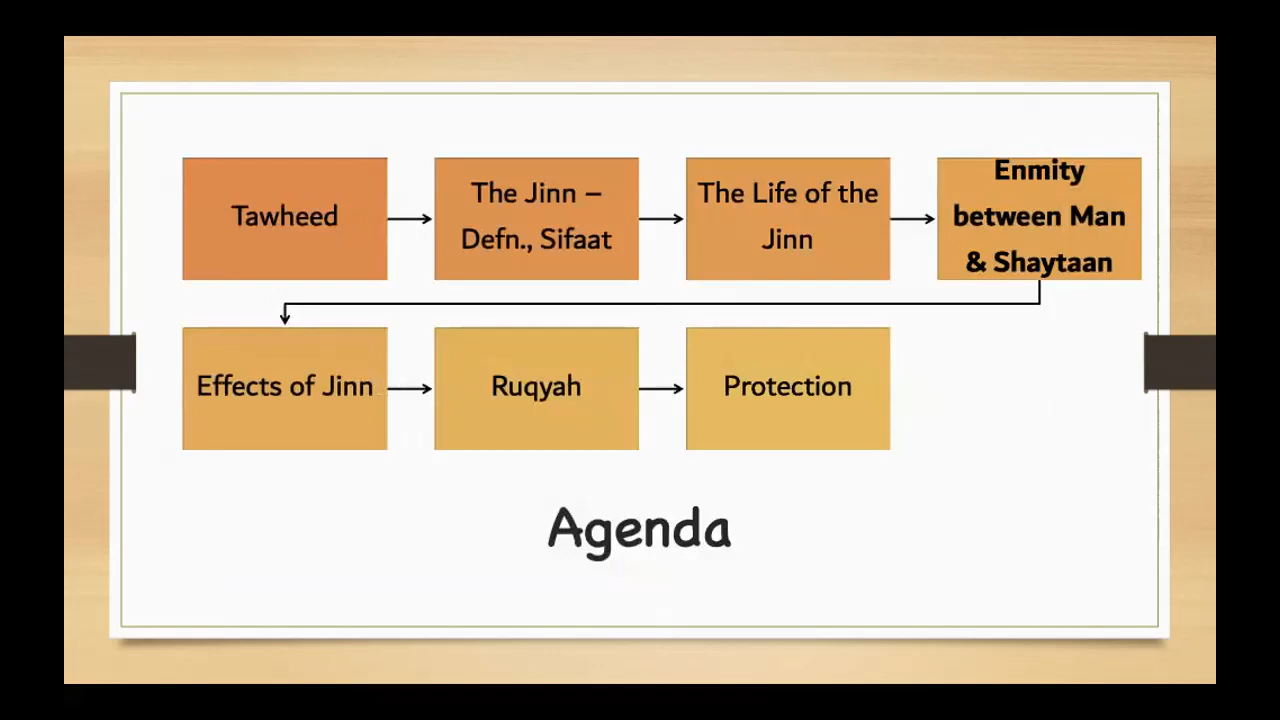 Tawheed
The Jinn –
Defn., Sifaat
The Life of the
Jinn
Enmity
between Man
& Shaytaan
Effects of Jinn
Ruqyah
Protection
Agenda